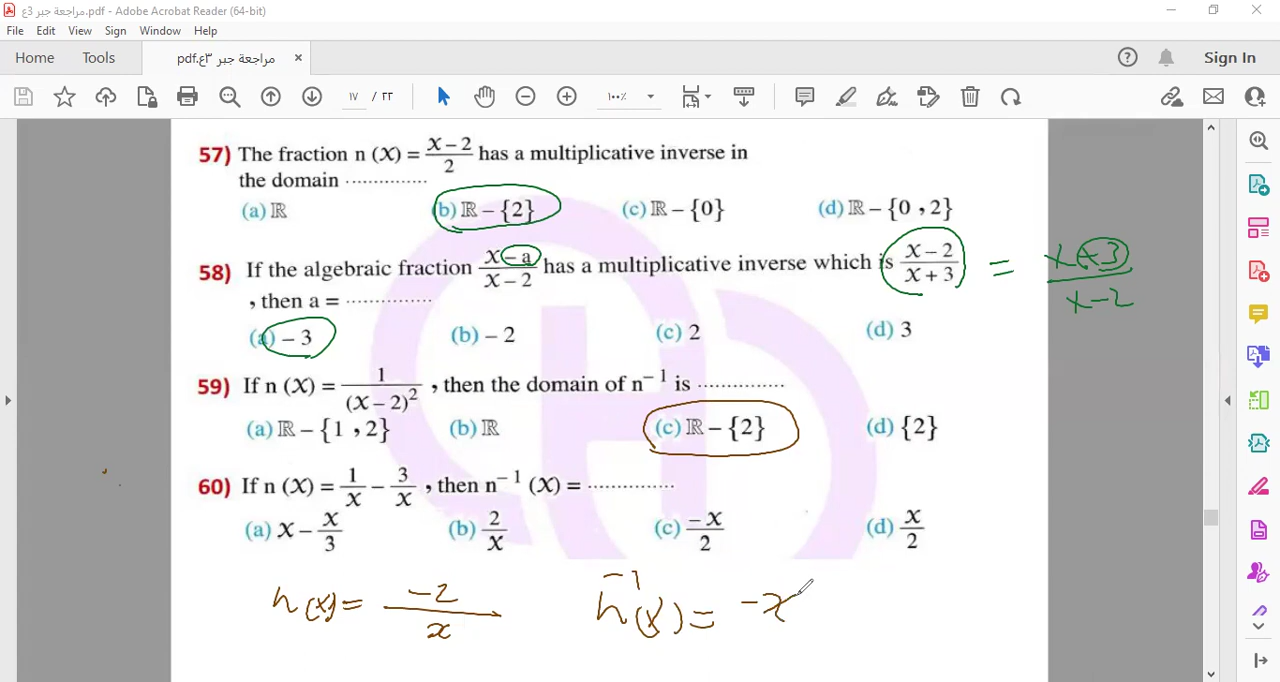 مراجعة جبر ٣ع.pdf - Adobe Acrobat Reader (64-bit)
File Edit View Sign Window Help
Home Tools مراجعة جبر ٣ع.pdf × Sign In
١٧ / ٢٣ ١٠٠٪
57) The fraction n (X) = (X – 2)/2 has a multiplicative inverse in
the domain ..............
(a) ℝ (b) ℝ – {2} (c) ℝ – {0} (d) ℝ – {0 , 2}
58) If the algebraic fraction (X – a)/(X – 2) has a multiplicative inverse which is (X – 2)/(X + 3) = (x+3)/(x-2)
, then a = ..............
(a) – 3 (b) – 2 (c) 2 (d) 3
59) If n (X) = 1/(X – 2)² , then the domain of n⁻¹ is ..............
(a) ℝ – {1 , 2} (b) ℝ (c) ℝ – {2} (d) {2}
60) If n (X) = 1/X – 3/X , then n⁻¹ (X) = ..............
(a) X – X/3 (b) 2/X (c) –X/2 (d) X/2
n(x) = -2/x n⁻¹(x) = -x